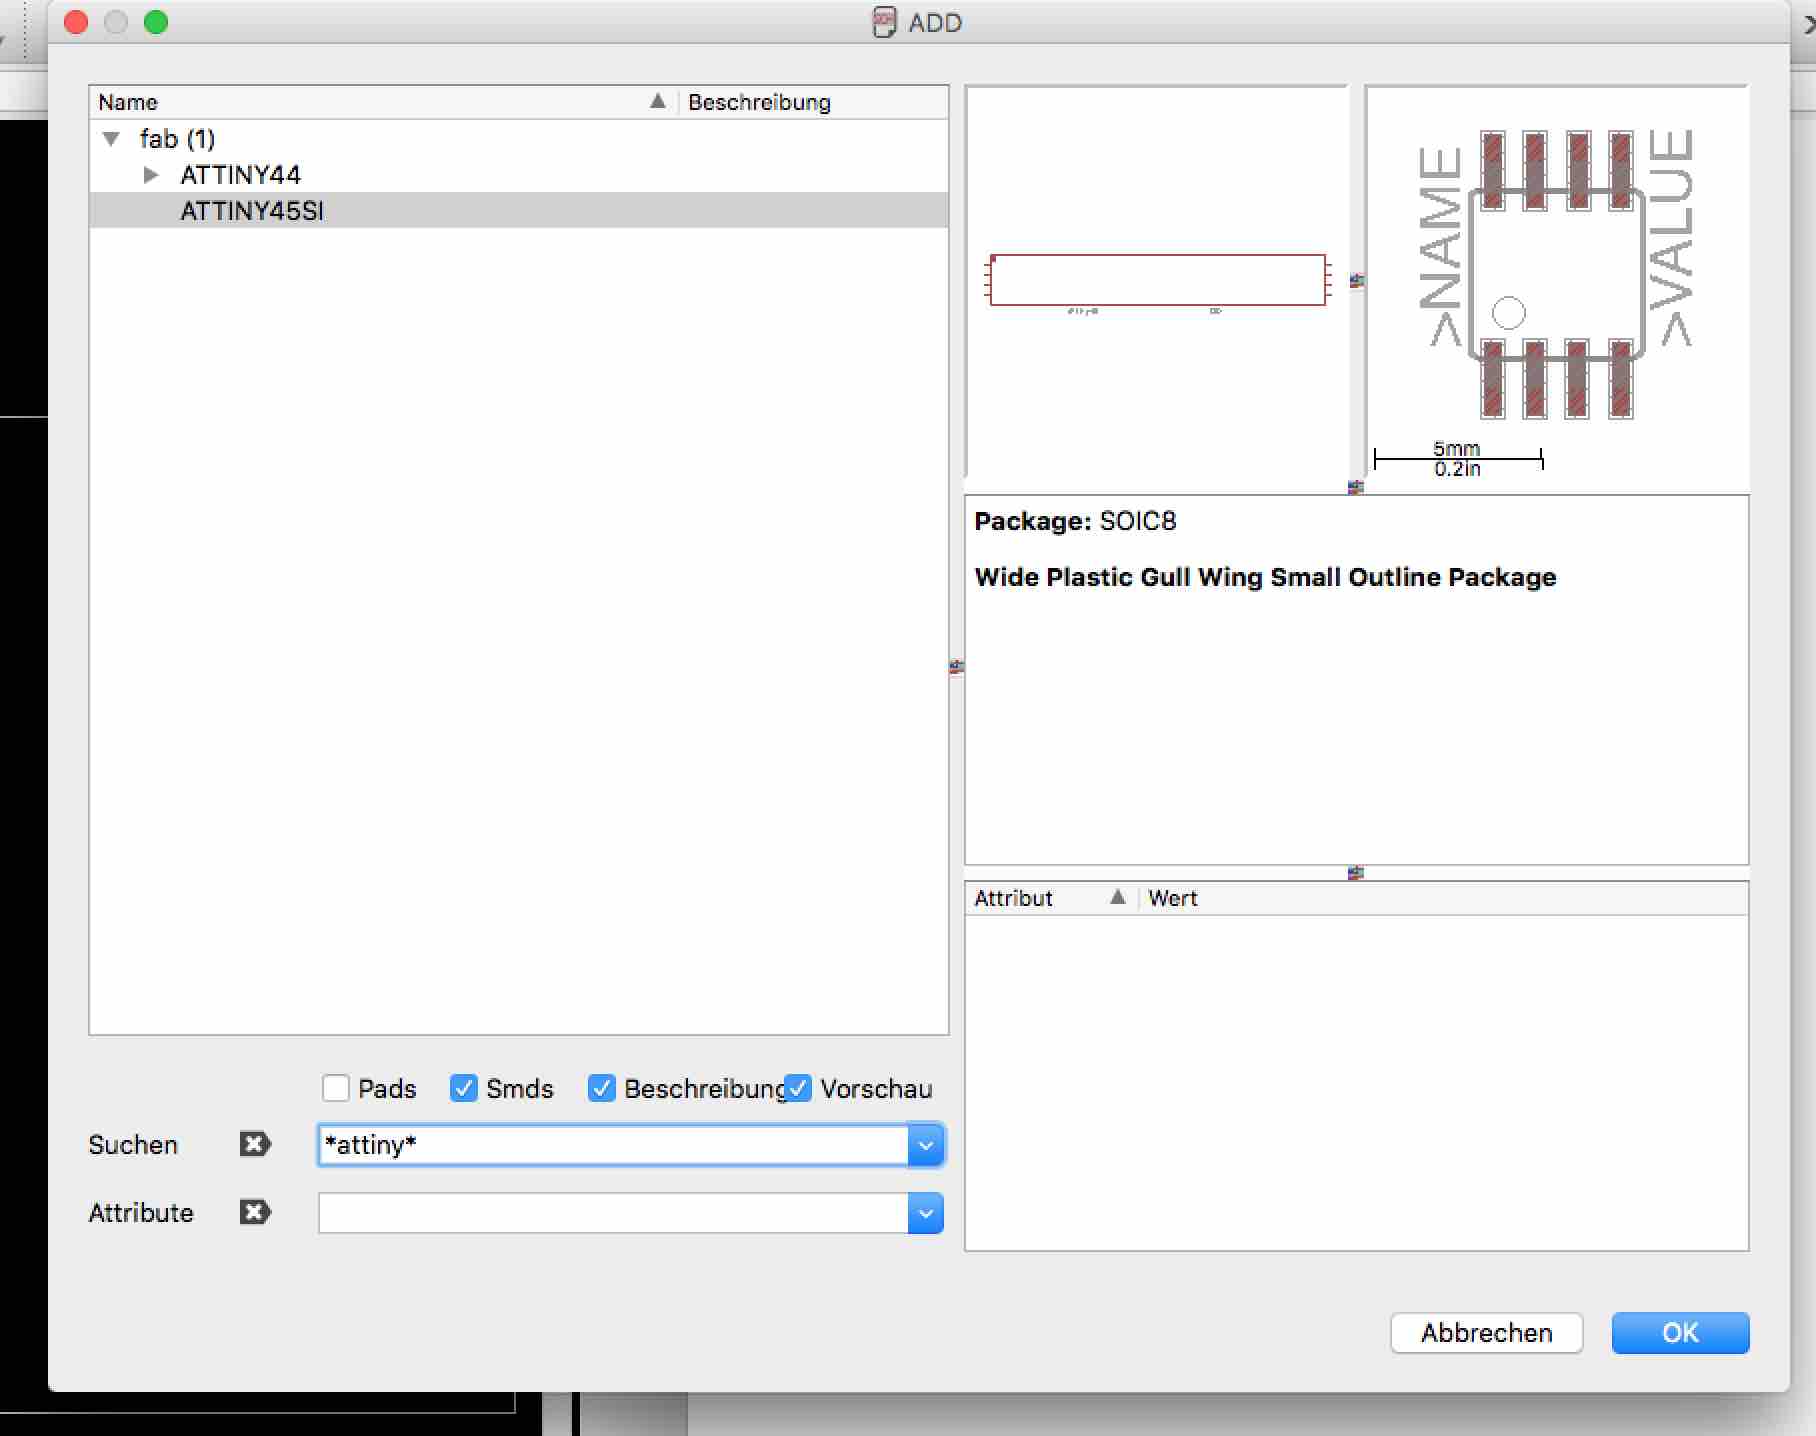 ADD
Name Beschreibung
fab (1)
ATTINY44
ATTINY45SI
>NAME
>VALUE
5mm
0.2in
Package: SOIC8
Wide Plastic Gull Wing Small Outline Package
Attribut Wert
Pads Smds Beschreibung Vorschau
Suchen *attiny*
Attribute
Abbrechen OK